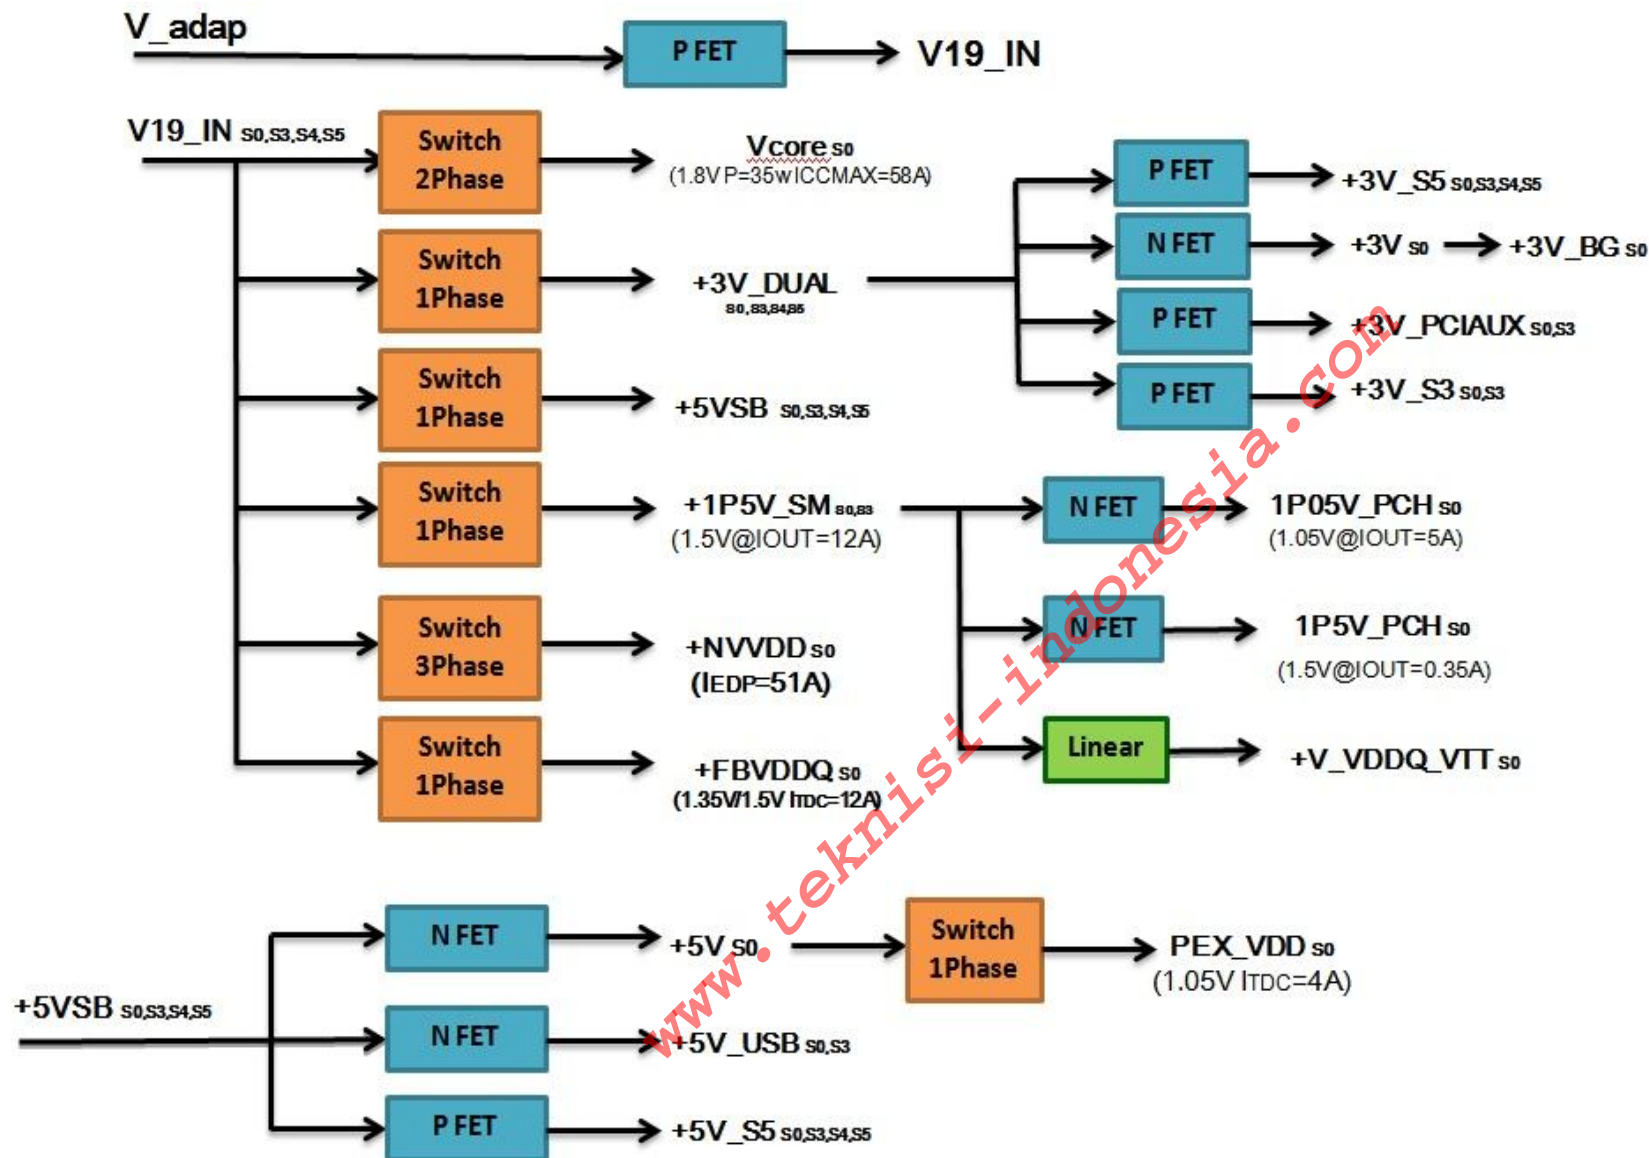 V_adap
P FET
V19_IN
V19_IN S0,S3,S4,S5
Switch
2Phase
Vcore S0
(1.8V P=35w ICCMAX=58A)
Switch
1Phase
+3V_DUAL
S0,S3,S4,S5
P FET
+3V_S5 S0,S3,S4,S5
N FET
+3V S0
+3V_BG S0
P FET
+3V_PCIAUX S0,S3
P FET
+3V_S3 S0,S3
Switch
1Phase
+5VSB S0,S3,S4,S5
Switch
1Phase
+1P5V_SM S0,S3
(1.5V@IOUT=12A)
N FET
1P05V_PCH S0
(1.05V@IOUT=5A)
N FET
1P5V_PCH S0
(1.5V@IOUT=0.35A)
Linear
+V_VDDQ_VTT S0
Switch
3Phase
+NVVDD S0
(IEDP=51A)
Switch
1Phase
+FBVDDQ S0
(1.35V/1.5V ITDC=12A)
+5VSB S0,S3,S4,S5
N FET
+5V S0
Switch
1Phase
PEX_VDD S0
(1.05V ITDC=4A)
N FET
+5V_USB S0,S3
P FET
+5V_S5 S0,S3,S4,S5
www.teknisi-indonesia.com